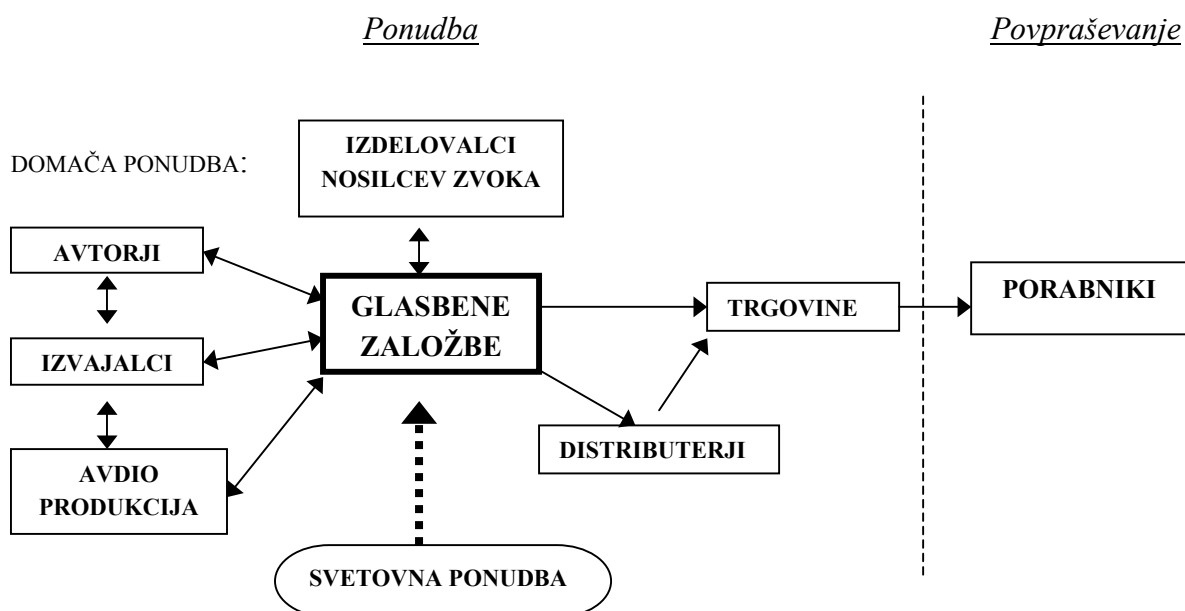 Ponudba
Povpraševanje
DOMAČA PONUDBA:
IZDELOVALCI
NOSILCEV ZVOKA
AVTORJI
GLASBENE
ZALOŽBE
TRGOVINE
PORABNIKI
IZVAJALCI
DISTRIBUTERJI
AVDIO
PRODUKCIJA
SVETOVNA PONUDBA